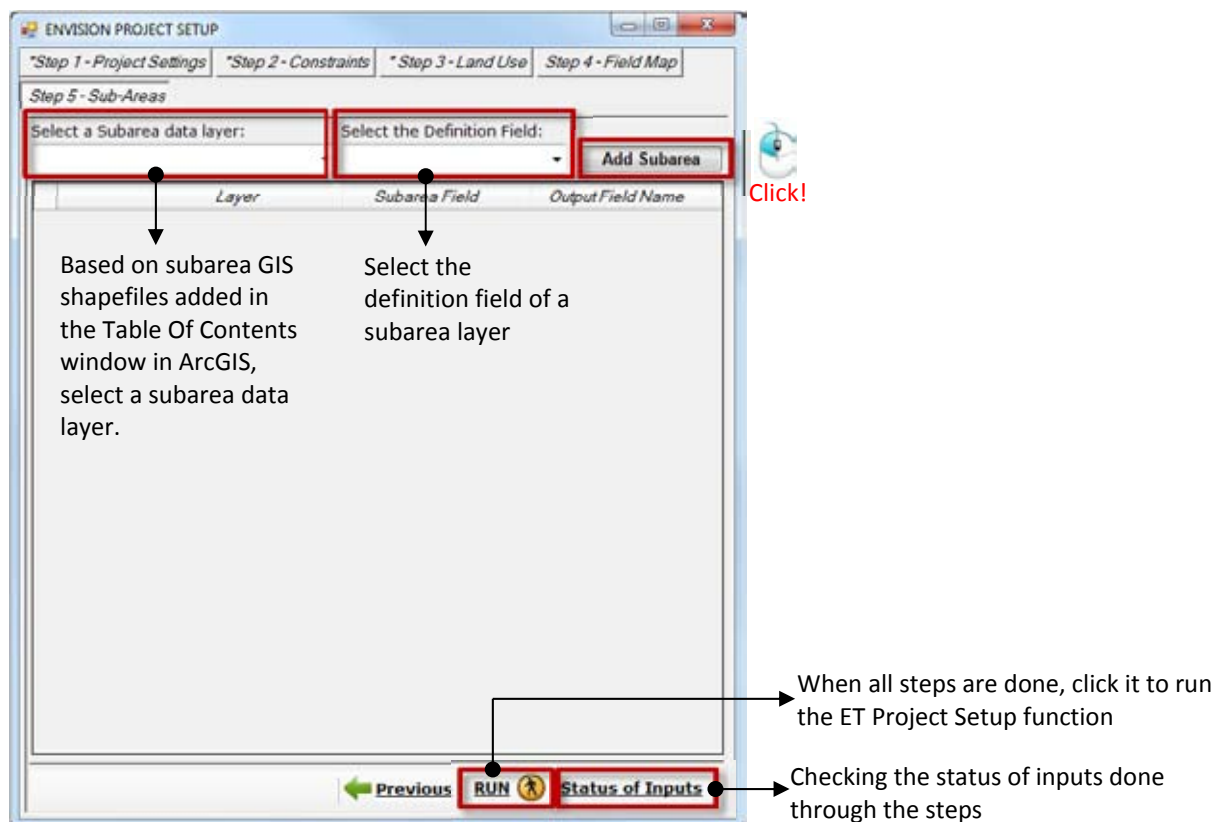 ENVISION PROJECT SETUP
*Step 1 - Project Settings *Step 2 - Constraints * Step 3 - Land Use Step 4 - Field Map
Step 5 - Sub-Areas
Select a Subarea data layer: Select the Definition Field:
Add Subarea
Click!
Layer Subarea Field Output Field Name
Based on subarea GIS
shapefiles added in
the Table Of Contents
window in ArcGIS,
select a subarea data
layer.
Select the
definition field of a
subarea layer
When all steps are done, click it to run
the ET Project Setup function
Previous RUN Status of Inputs
Checking the status of inputs done
through the steps